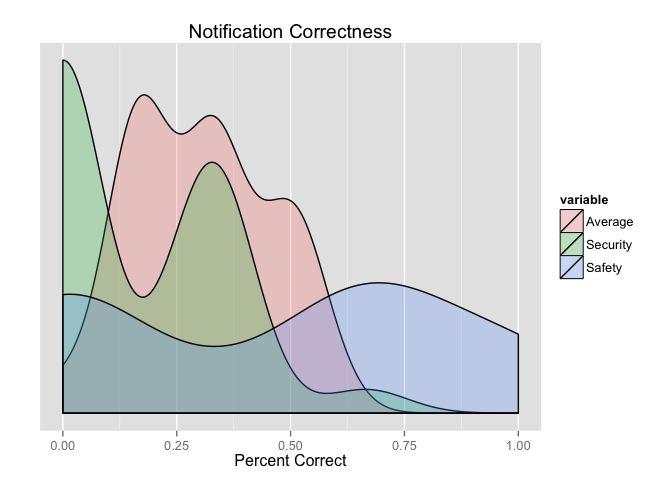 Notification Correctness
variable
Average
Security
Safety
0.00 0.25 0.50 0.75 1.00
Percent Correct